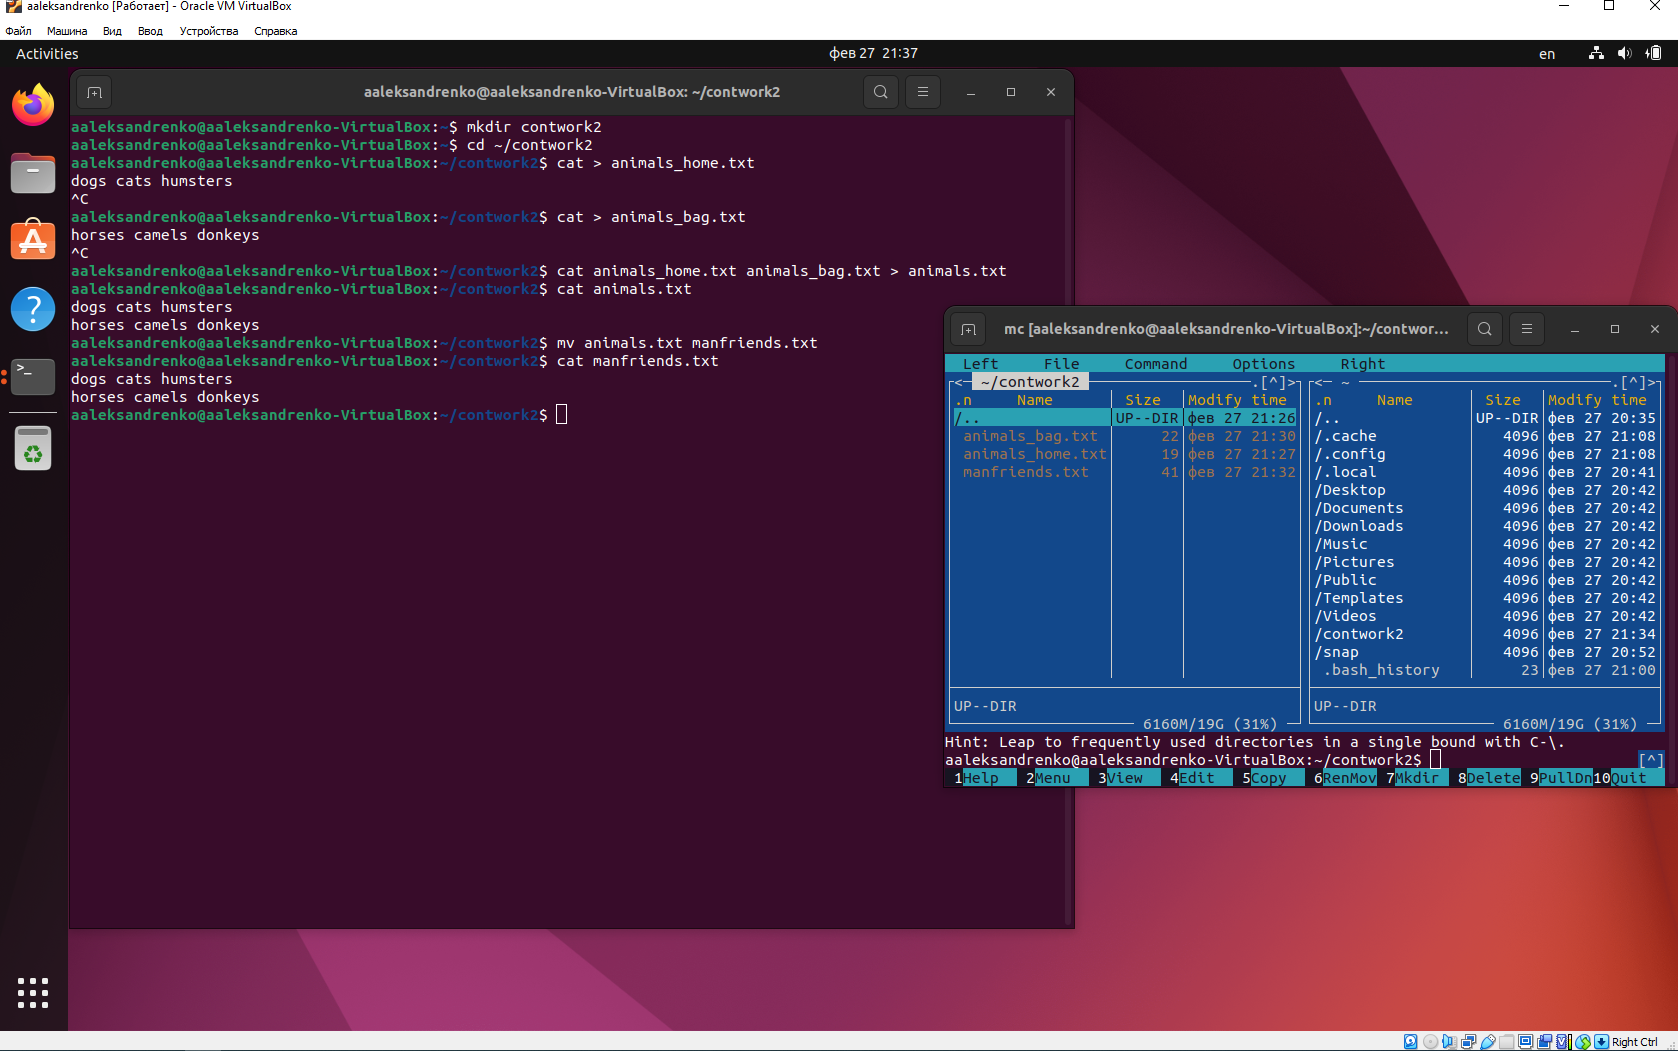 aaleksandrenko [Работает] - Oracle VM VirtualBox
Файл Машина Вид Ввод Устройства Справка
Activities фев 27 21:37 en
aaleksandrenko@aaleksandrenko-VirtualBox: ~/contwork2
aaleksandrenko@aaleksandrenko-VirtualBox:~$ mkdir contwork2
aaleksandrenko@aaleksandrenko-VirtualBox:~$ cd ~/contwork2
aaleksandrenko@aaleksandrenko-VirtualBox:~/contwork2$ cat > animals_home.txt
dogs cats humsters
^C
aaleksandrenko@aaleksandrenko-VirtualBox:~/contwork2$ cat > animals_bag.txt
horses camels donkeys
^C
aaleksandrenko@aaleksandrenko-VirtualBox:~/contwork2$ cat animals_home.txt animals_bag.txt > animals.txt
aaleksandrenko@aaleksandrenko-VirtualBox:~/contwork2$ cat animals.txt
dogs cats humsters
horses camels donkeys
aaleksandrenko@aaleksandrenko-VirtualBox:~/contwork2$ mv animals.txt manfriends.txt
aaleksandrenko@aaleksandrenko-VirtualBox:~/contwork2$ cat manfriends.txt
dogs cats humsters
horses camels donkeys
aaleksandrenko@aaleksandrenko-VirtualBox:~/contwork2$
mc [aaleksandrenko@aaleksandrenko-VirtualBox]:~/contwor...
Left File Command Options Right
<- ~/contwork2 .[^]> <- ~ .[^]>
.n Name Size Modify time .n Name Size Modify time
/.. UP--DIR фев 27 21:26 /.. UP--DIR фев 27 20:35
animals_bag.txt 22 фев 27 21:30 /.cache 4096 фев 27 21:08
animals_home.txt 19 фев 27 21:27 /.config 4096 фев 27 21:08
manfriends.txt 41 фев 27 21:32 /.local 4096 фев 27 20:41
/Desktop 4096 фев 27 20:42
/Documents 4096 фев 27 20:42
/Downloads 4096 фев 27 20:42
/Music 4096 фев 27 20:42
/Pictures 4096 фев 27 20:42
/Public 4096 фев 27 20:42
/Templates 4096 фев 27 20:42
/Videos 4096 фев 27 20:42
/contwork2 4096 фев 27 21:34
/snap 4096 фев 27 20:52
.bash_history 23 фев 27 21:00
UP--DIR UP--DIR
6160M/19G (31%) 6160M/19G (31%)
Hint: Leap to frequently used directories in a single bound with C-\.
aaleksandrenko@aaleksandrenko-VirtualBox:~/contwork2$ [^]
1Help 2Menu 3View 4Edit 5Copy 6RenMov 7Mkdir 8Delete 9PullDn 10Quit
Right Ctrl